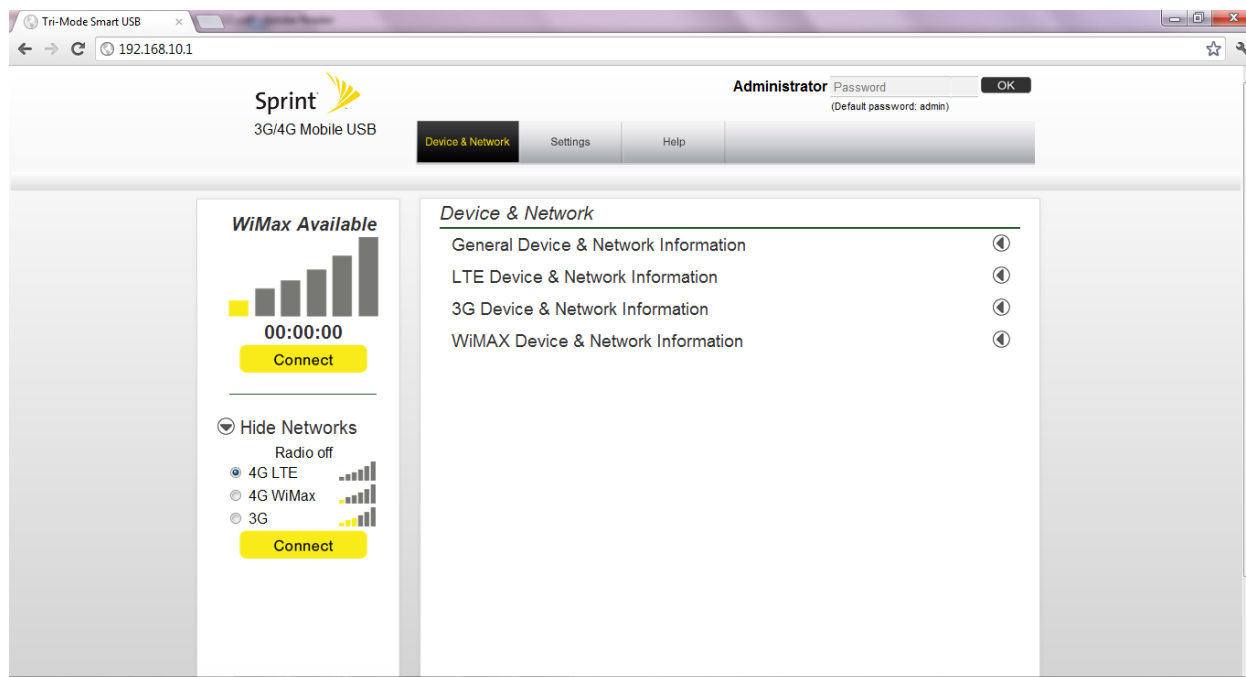 Tri-Mode Smart USB
192.168.10.1
Sprint
3G/4G Mobile USB
Administrator Password OK
(Default password: admin)
Device & Network Settings Help
WiMax Available
00:00:00
Connect
Hide Networks
Radio off
4G LTE
4G WiMax
3G
Connect
Device & Network
General Device & Network Information
LTE Device & Network Information
3G Device & Network Information
WiMAX Device & Network Information